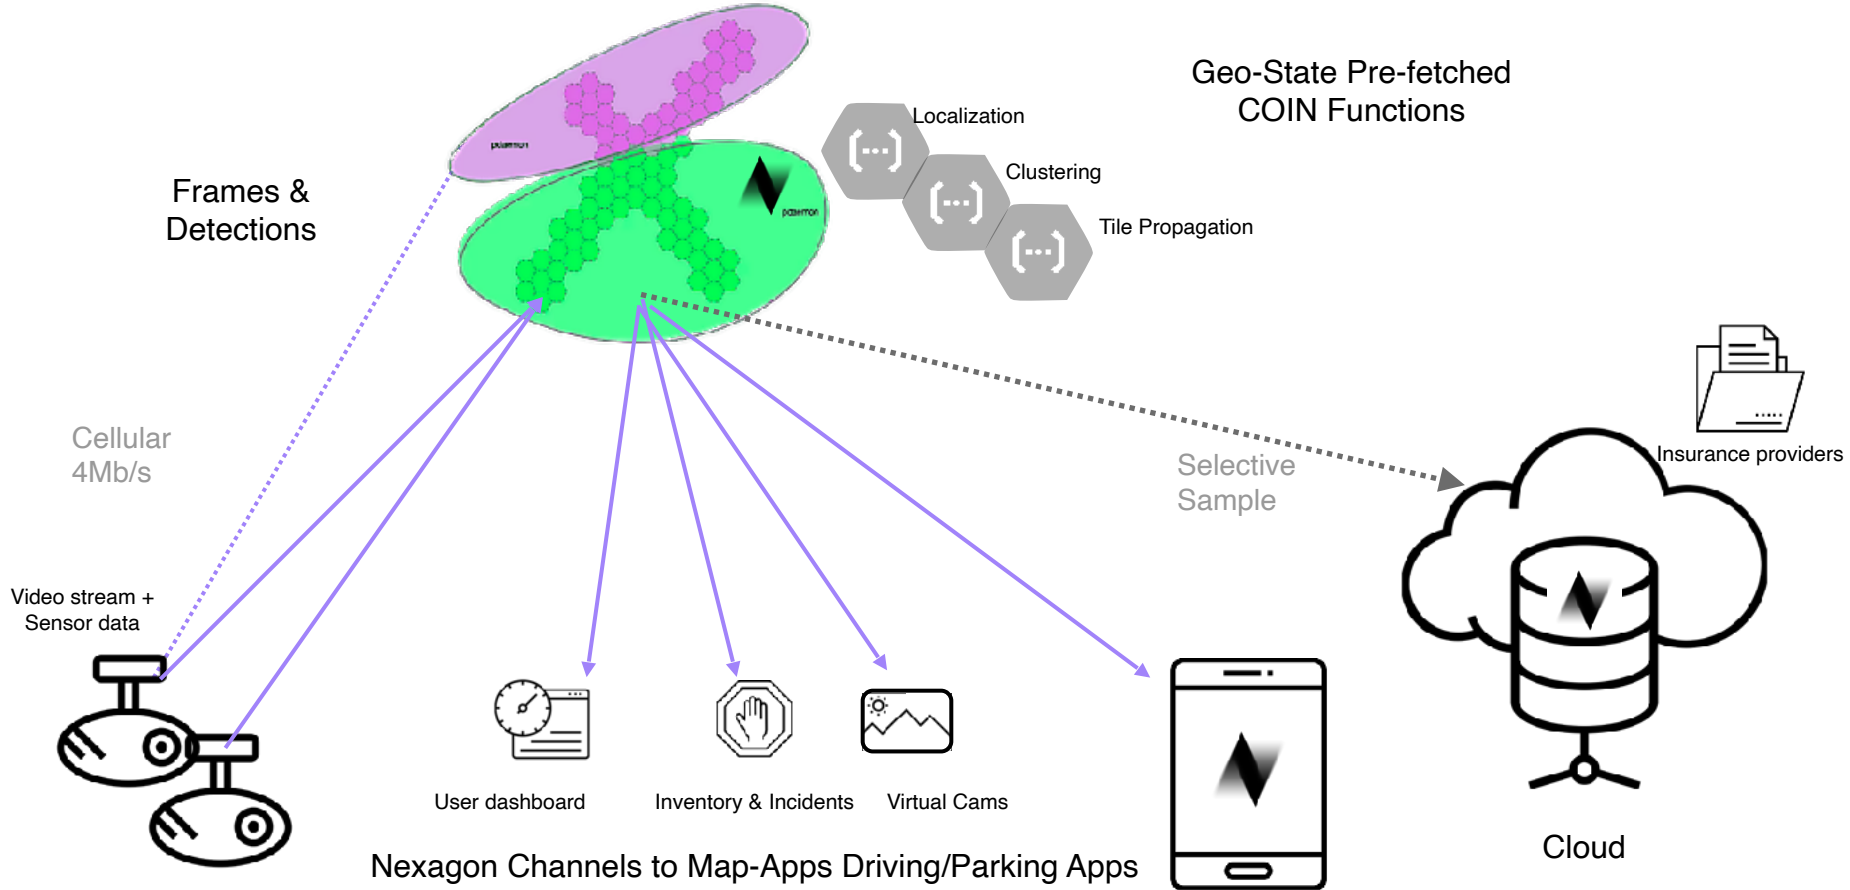 Geo-State Pre-fetched
COIN Functions
Localization
Clustering
Tile Propagation
Frames &
Detections
Cellular
4Mb/s
Selective
Sample
Insurance providers
Video stream +
Sensor data
User dashboard
Inventory & Incidents
Virtual Cams
Nexagon Channels to Map-Apps Driving/Parking Apps
Cloud